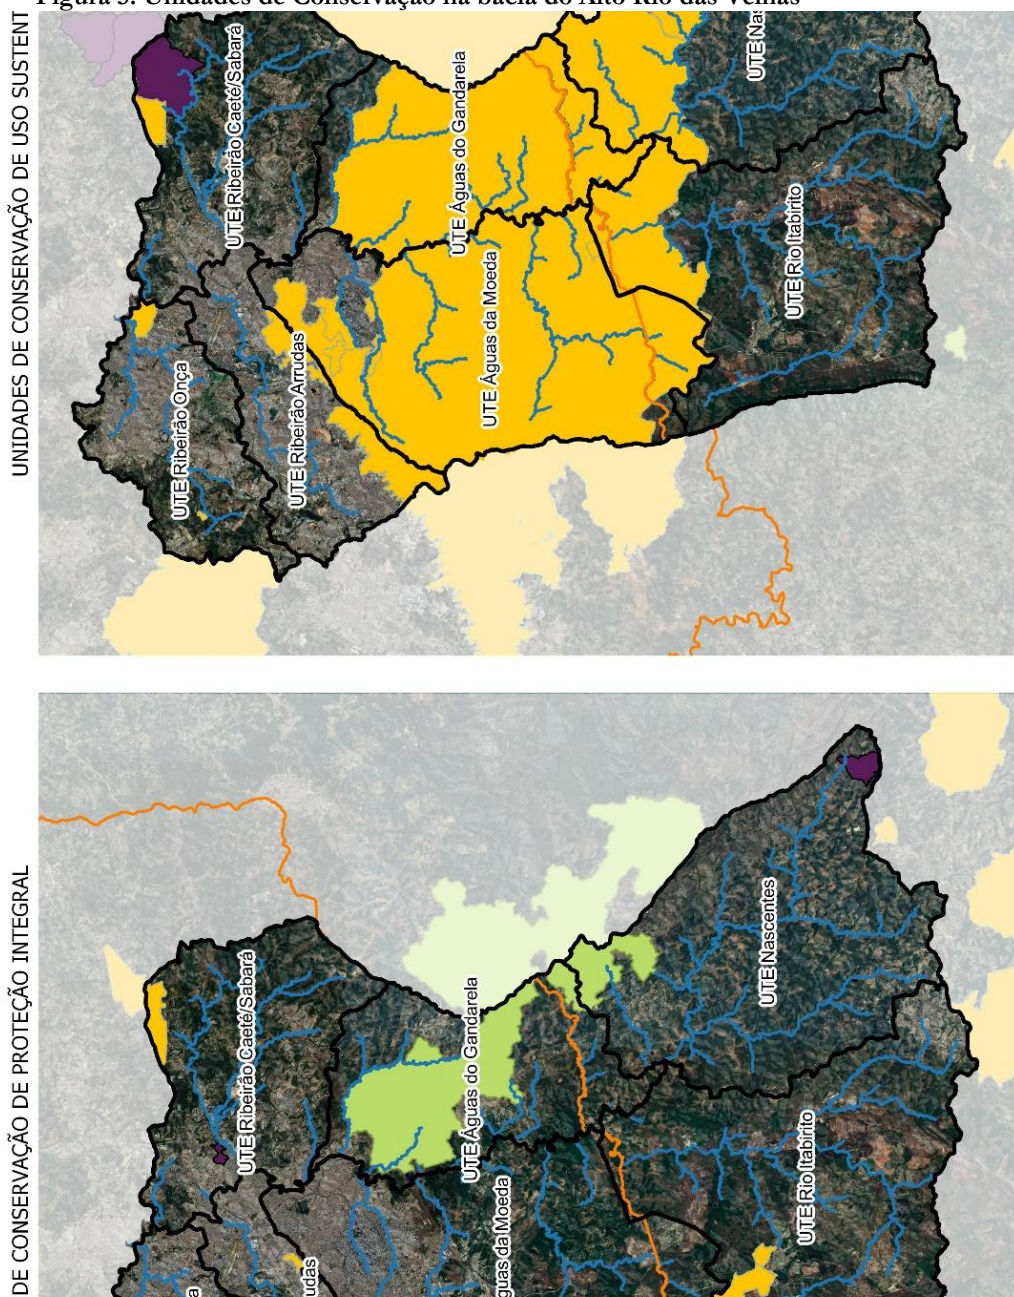 Figura 3: Unidades de Conservação na bacia do Alto Rio das Velhas
UNIDADES DE CONSERVAÇÃO DE USO SUSTENT
UTE Ribeirão Caeté/Sabará
UTE Águas do Gandarela
UTE Nas
UTE Rio Itabirito
UTE Águas da Moeda
UTE Ribeirão Arrudas
UTE Ribeirão Onça
DE CONSERVAÇÃO DE PROTEÇÃO INTEGRAL
UTE Nascentes
UTE Ribeirão Caeté/Sabará
UTE Águas do Gandarela
UTE Rio Itabirito
guas da Moeda
udas
a